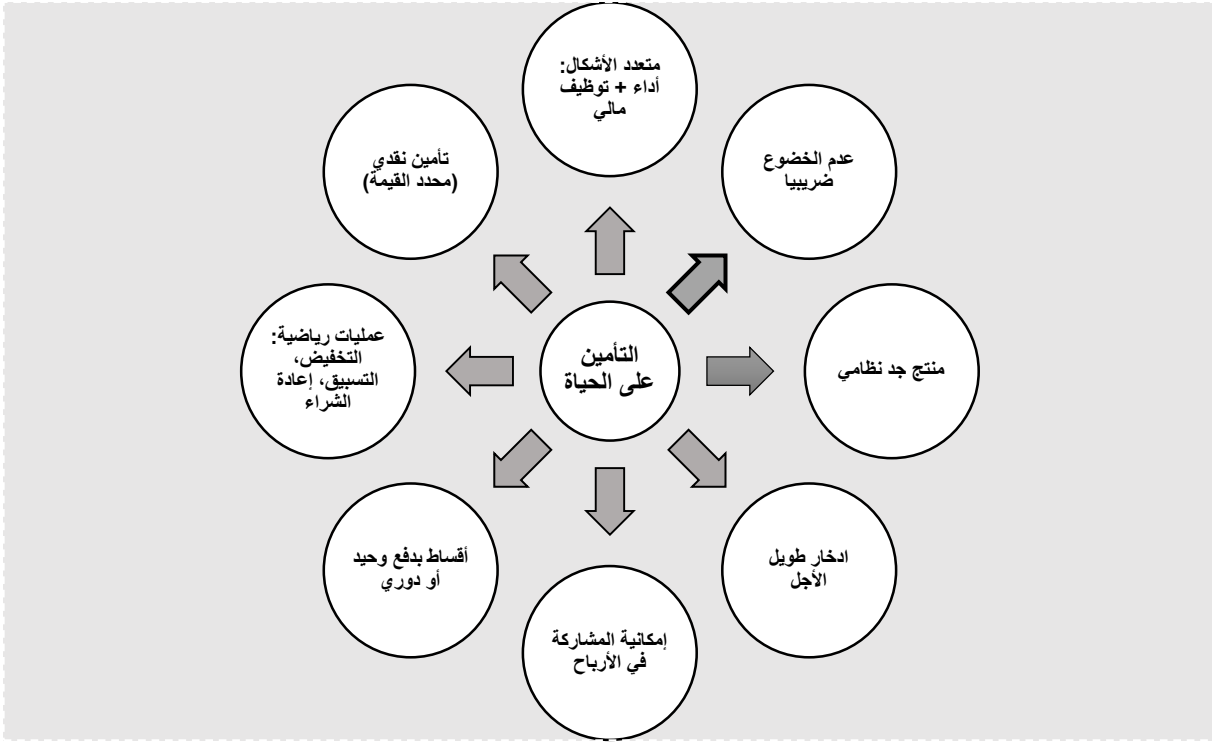 متعدد الأشكال:
أداء + توظيف
مالي
عدم الخضوع
ضريبيا
منتج جد نظامي
ادخار طويل
الأجل
إمكانية المشاركة
في الأرباح
أقساط بدفع وحيد
أو دوري
عمليات رياضية:
التخفيض،
التسبيق، إعادة
الشراء
تأمين نقدي
(محدد القيمة)
التأمين
على الحياة